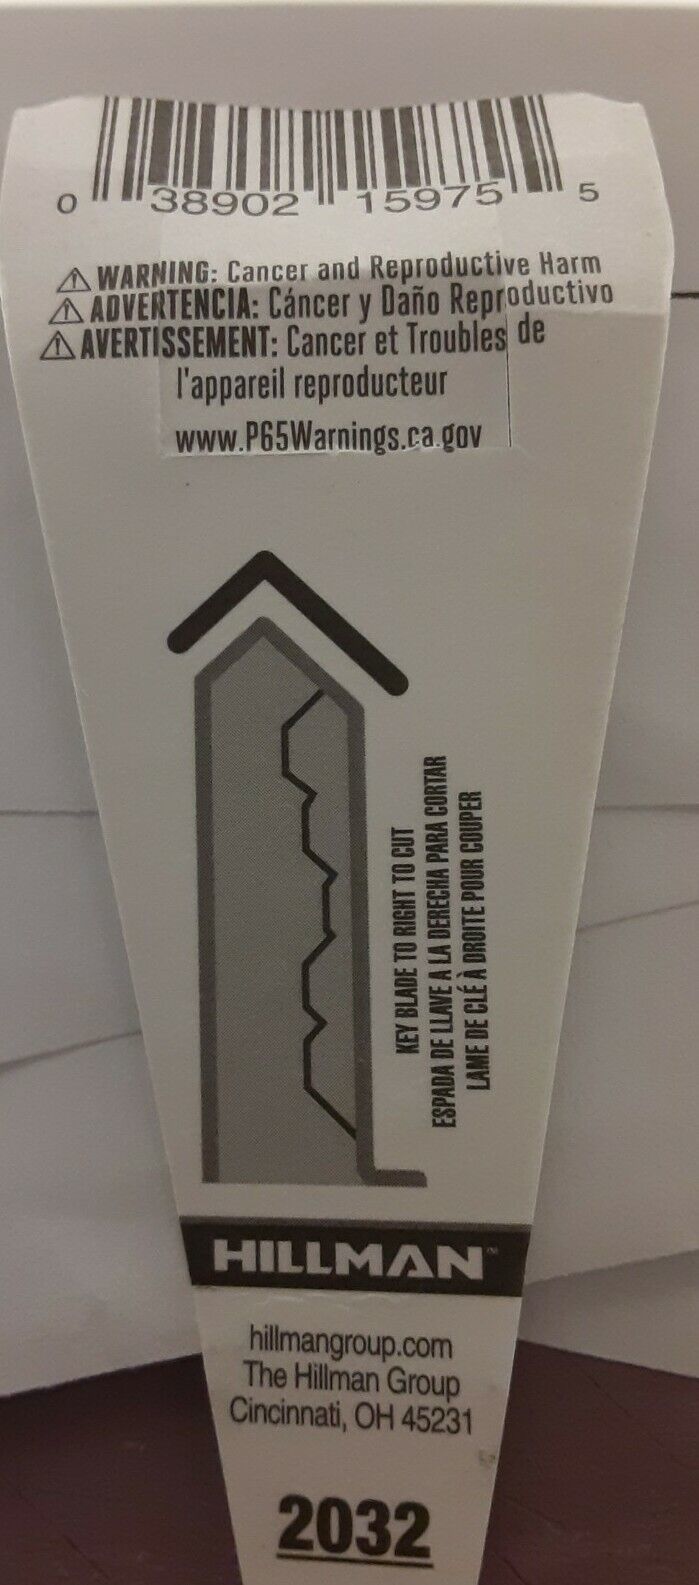 0 38902 15975 5
⚠ WARNING: Cancer and Reproductive Harm
⚠ ADVERTENCIA: Cáncer y Daño Reproductivo
⚠ AVERTISSEMENT: Cancer et Troubles de
l'appareil reproducteur
www.P65Warnings.ca.gov
KEY BLADE TO RIGHT TO CUT
ESPADA DE LLAVE A LA DERECHA PARA CORTAR
LAME DE CLÉ À DROITE POUR COUPER
HILLMAN™
hillmangroup.com
The Hillman Group
Cincinnati, OH 45231
2032